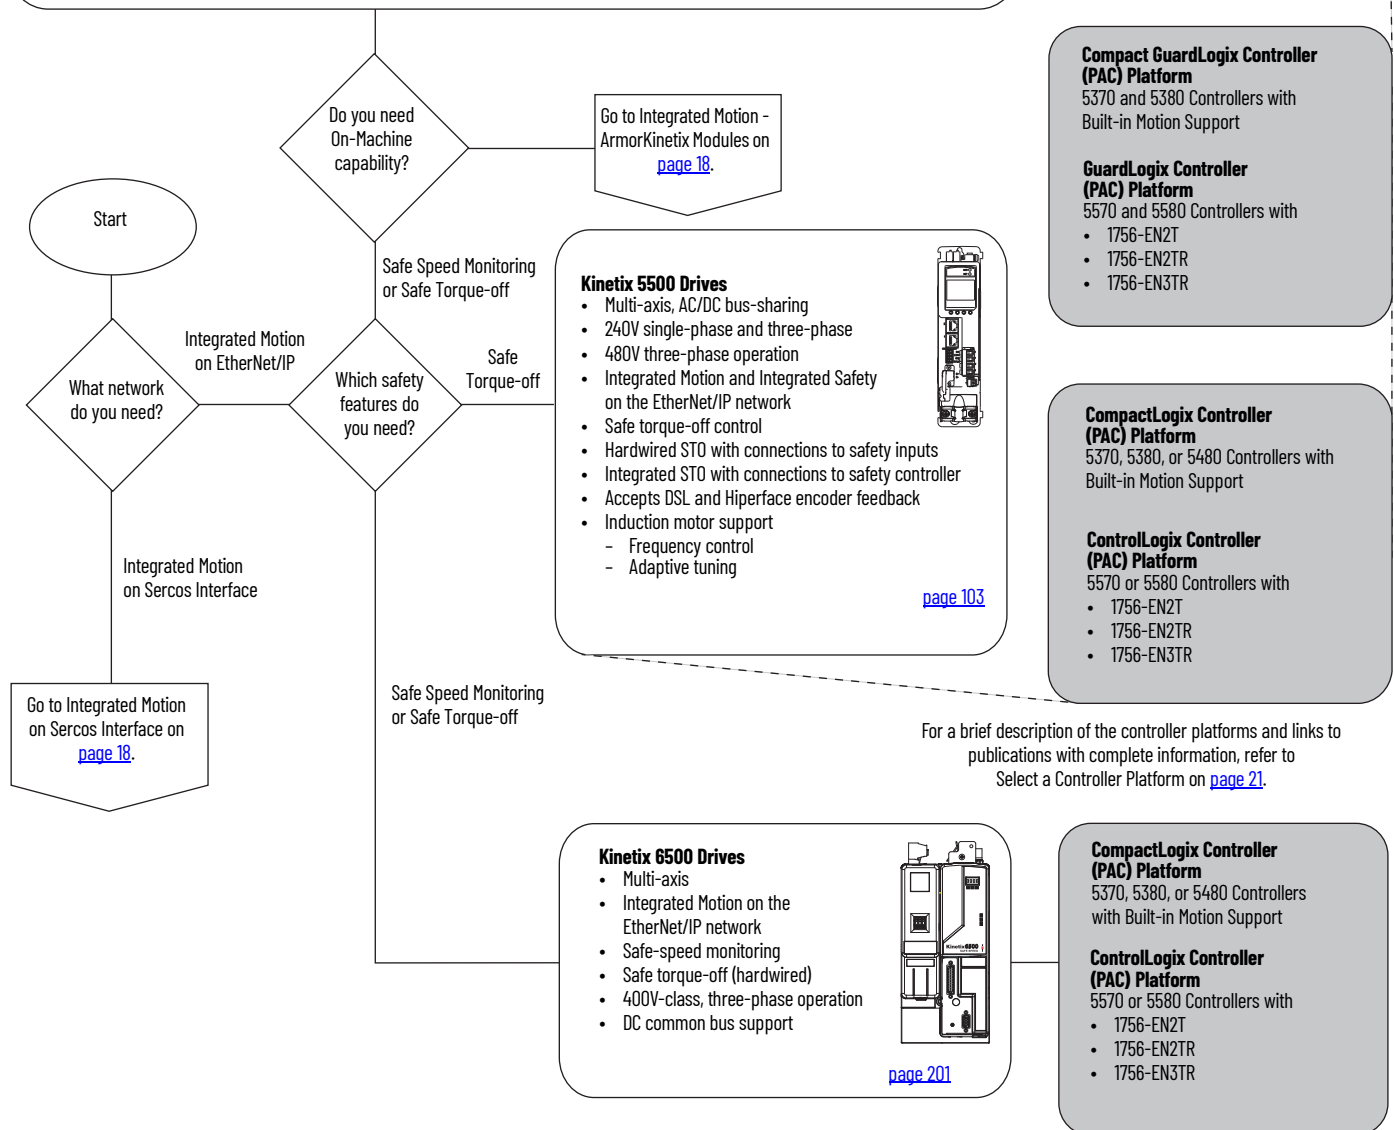 Do you need
On-Machine
capability?
Go to Integrated Motion -
ArmorKinetix Modules on
page 18.
Start
Safe Speed Monitoring
or Safe Torque-off
Integrated Motion
on EtherNet/IP
What network
do you need?
Which safety
features do
you need?
Safe
Torque-off
Kinetix 5500 Drives
• Multi-axis, AC/DC bus-sharing
• 240V single-phase and three-phase
• 480V three-phase operation
• Integrated Motion and Integrated Safety
on the EtherNet/IP network
• Safe torque-off control
• Hardwired STO with connections to safety inputs
• Integrated STO with connections to safety controller
• Accepts DSL and Hiperface encoder feedback
• Induction motor support
– Frequency control
– Adaptive tuning
page 103
Compact GuardLogix Controller
(PAC) Platform
5370 and 5380 Controllers with
Built-in Motion Support
GuardLogix Controller
(PAC) Platform
5570 and 5580 Controllers with
• 1756-EN2T
• 1756-EN2TR
• 1756-EN3TR
CompactLogix Controller
(PAC) Platform
5370, 5380, or 5480 Controllers with
Built-in Motion Support
ControlLogix Controller
(PAC) Platform
5570 or 5580 Controllers with
• 1756-EN2T
• 1756-EN2TR
• 1756-EN3TR
Integrated Motion
on Sercos Interface
Go to Integrated Motion
on Sercos Interface on
page 18.
Safe Speed Monitoring
or Safe Torque-off
For a brief description of the controller platforms and links to
publications with complete information, refer to
Select a Controller Platform on page 21.
Kinetix 6500 Drives
• Multi-axis
• Integrated Motion on the
EtherNet/IP network
• Safe-speed monitoring
• Safe torque-off (hardwired)
• 400V-class, three-phase operation
• DC common bus support
Kinetix 6500
page 201
CompactLogix Controller
(PAC) Platform
5370, 5380, or 5480 Controllers
with Built-in Motion Support
ControlLogix Controller
(PAC) Platform
5570 or 5580 Controllers with
• 1756-EN2T
• 1756-EN2TR
• 1756-EN3TR